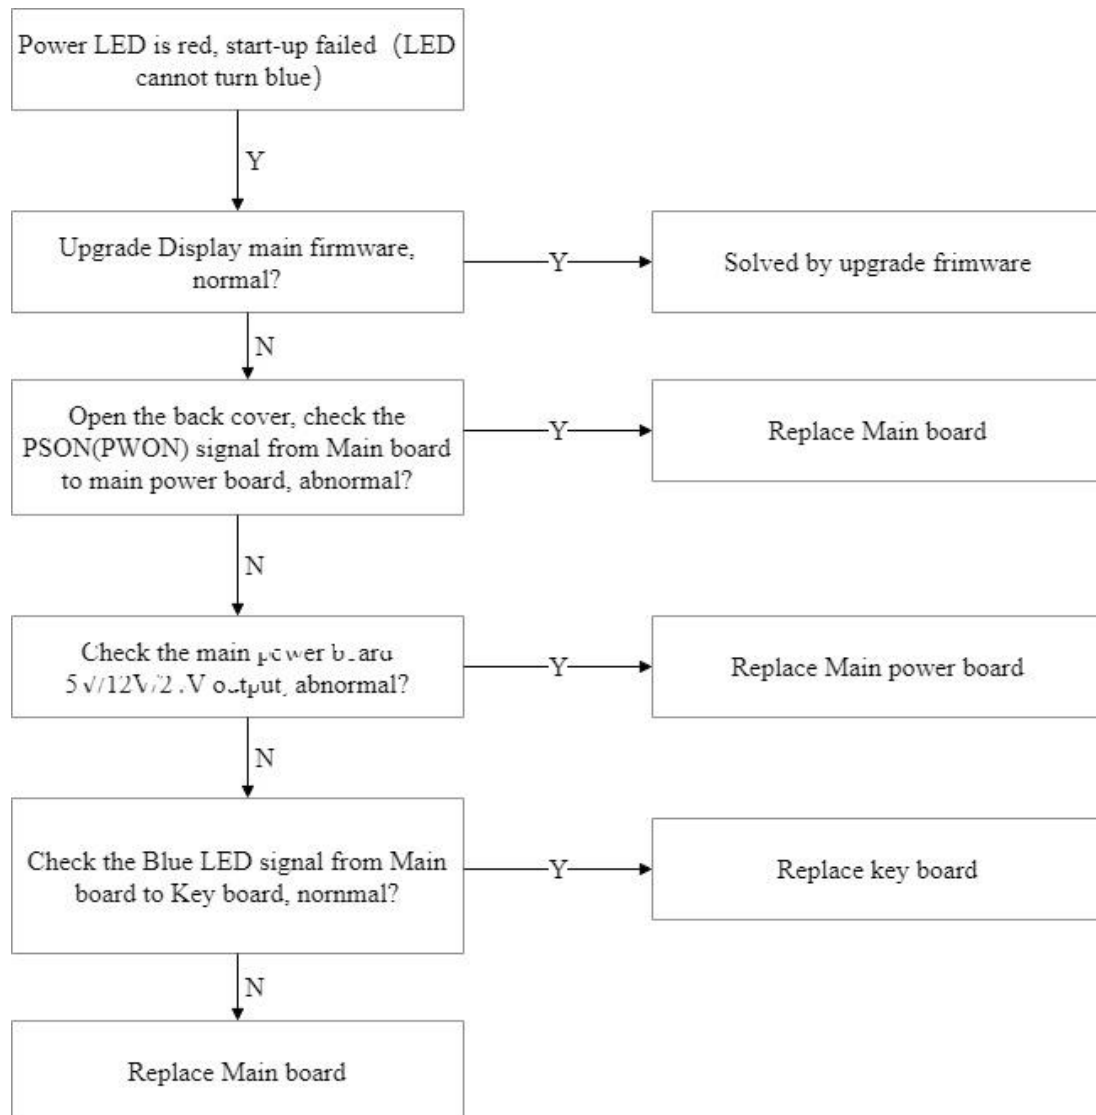 Power LED is red, start-up failed（LED
cannot turn blue）
Y
Upgrade Display main firmware,
normal?
Y
Solved by upgrade frimware
N
Open the back cover, check the
PSON(PWON) signal from Main board
to main power board, abnormal?
Y
Replace Main board
N
Check the main power board
abnormal?
Y
Replace Main power board
N
Check the Blue LED signal from Main
board to Key board, nornmal?
Y
Replace key board
N
Replace Main board